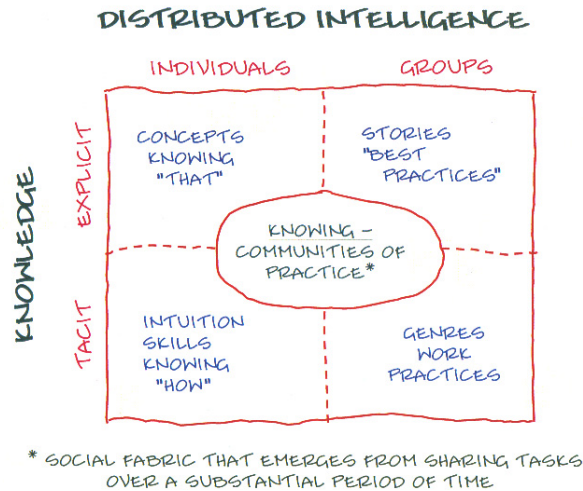 DISTRIBUTED INTELLIGENCE
INDIVIDUALS
GROUPS
KNOWLEDGE
EXPLICIT
CONCEPTS
KNOWING
"THAT"
STORIES
"BEST
PRACTICES"
KNOWING -
COMMUNITIES OF
PRACTICE*
TACIT
INTUITION
SKILLS
KNOWING
"HOW"
GENRES
WORK
PRACTICES
* SOCIAL FABRIC THAT EMERGES FROM SHARING TASKS
OVER A SUBSTANTIAL PERIOD OF TIME